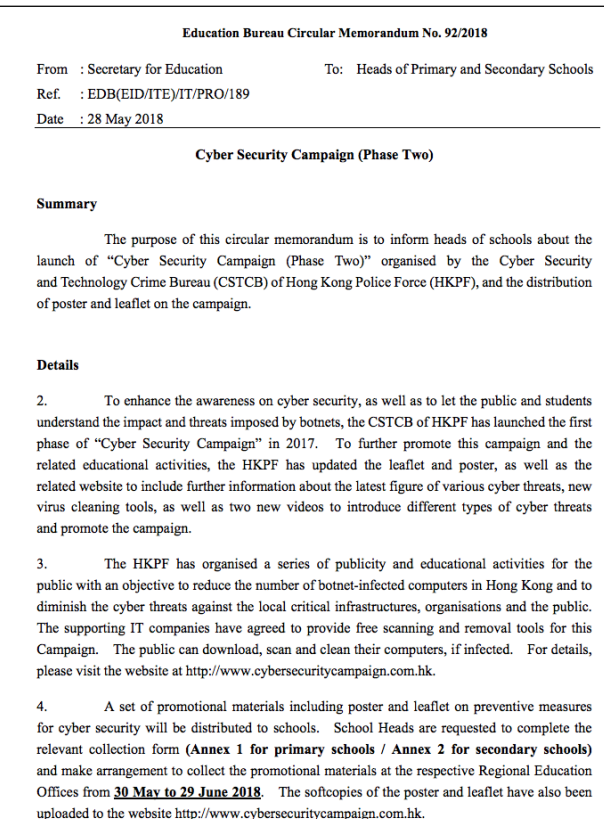 Education Bureau Circular Memorandum No. 92/2018
From : Secretary for Education To: Heads of Primary and Secondary Schools
Ref. : EDB(EID/ITE)/IT/PRO/189
Date : 28 May 2018
Cyber Security Campaign (Phase Two)
Summary
The purpose of this circular memorandum is to inform heads of schools about the
launch of “Cyber Security Campaign (Phase Two)” organised by the Cyber Security
and Technology Crime Bureau (CSTCB) of Hong Kong Police Force (HKPF), and the distribution
of poster and leaflet on the campaign.
Details
2. To enhance the awareness on cyber security, as well as to let the public and students
understand the impact and threats imposed by botnets, the CSTCB of HKPF has launched the first
phase of “Cyber Security Campaign” in 2017. To further promote this campaign and the
related educational activities, the HKPF has updated the leaflet and poster, as well as the
related website to include further information about the latest figure of various cyber threats, new
virus cleaning tools, as well as two new videos to introduce different types of cyber threats
and promote the campaign.
3. The HKPF has organised a series of publicity and educational activities for the
public with an objective to reduce the number of botnet-infected computers in Hong Kong and to
diminish the cyber threats against the local critical infrastructures, organisations and the public.
The supporting IT companies have agreed to provide free scanning and removal tools for this
Campaign. The public can download, scan and clean their computers, if infected. For details,
please visit the website at http://www.cybersecuritycampaign.com.hk.
4. A set of promotional materials including poster and leaflet on preventive measures
for cyber security will be distributed to schools. School Heads are requested to complete the
relevant collection form (Annex 1 for primary schools / Annex 2 for secondary schools)
and make arrangement to collect the promotional materials at the respective Regional Education
Offices from 30 May to 29 June 2018. The softcopies of the poster and leaflet have also been
uploaded to the website http://www.cybersecuritycampaign.com.hk.